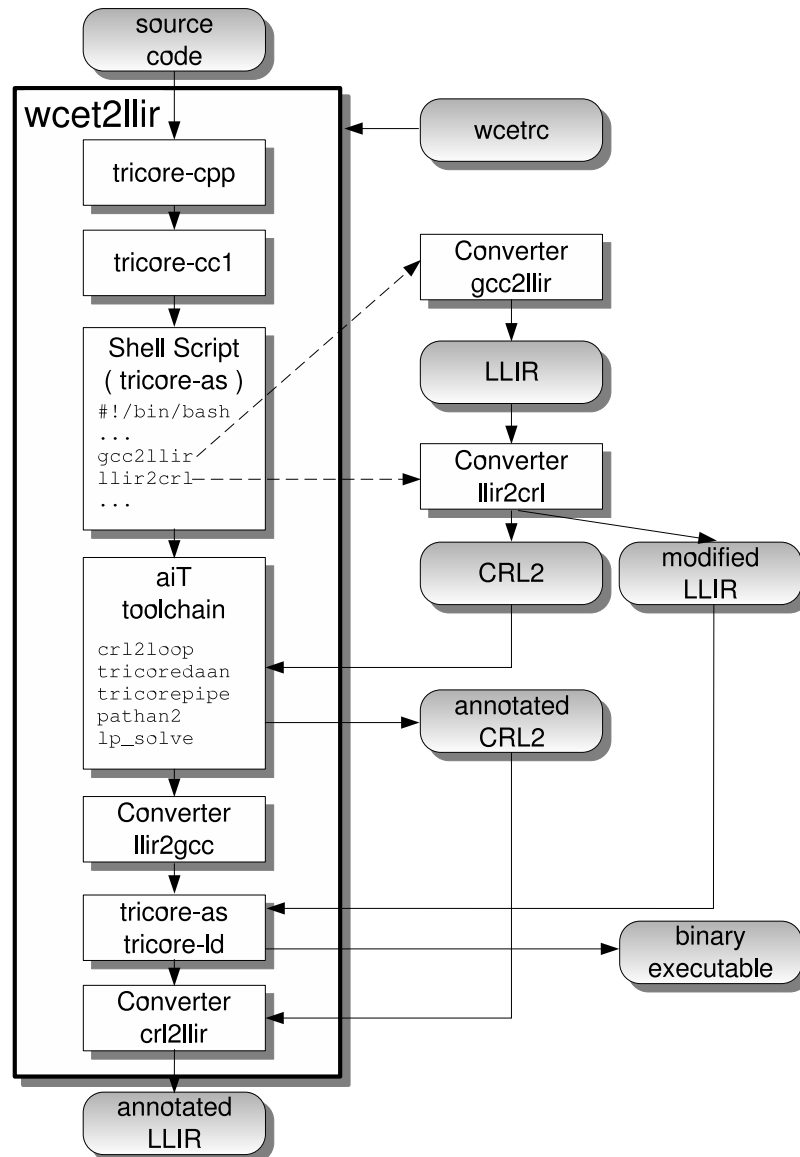 source
code
wcet2llir
wcetrc
tricore-cpp
tricore-cc1
Converter
gcc2llir
Shell Script
( tricore-as )
#!/bin/bash
...
gcc2llir
llir2crl
...
LLIR
Converter
llir2crl
aiT
toolchain
crl2loop
tricoredaan
tricorepipe
pathan2
lp_solve
CRL2
modified
LLIR
annotated
CRL2
Converter
llir2gcc
tricore-as
tricore-ld
binary
executable
Converter
crl2llir
annotated
LLIR